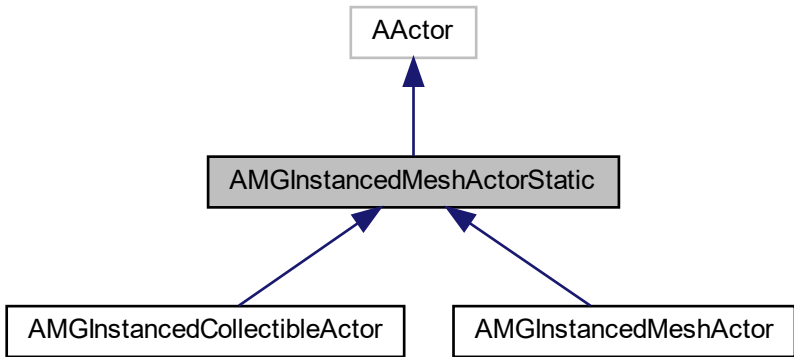 AActor
AMGInstancedMeshActorStatic
AMGInstancedCollectibleActor
AMGInstancedMeshActor